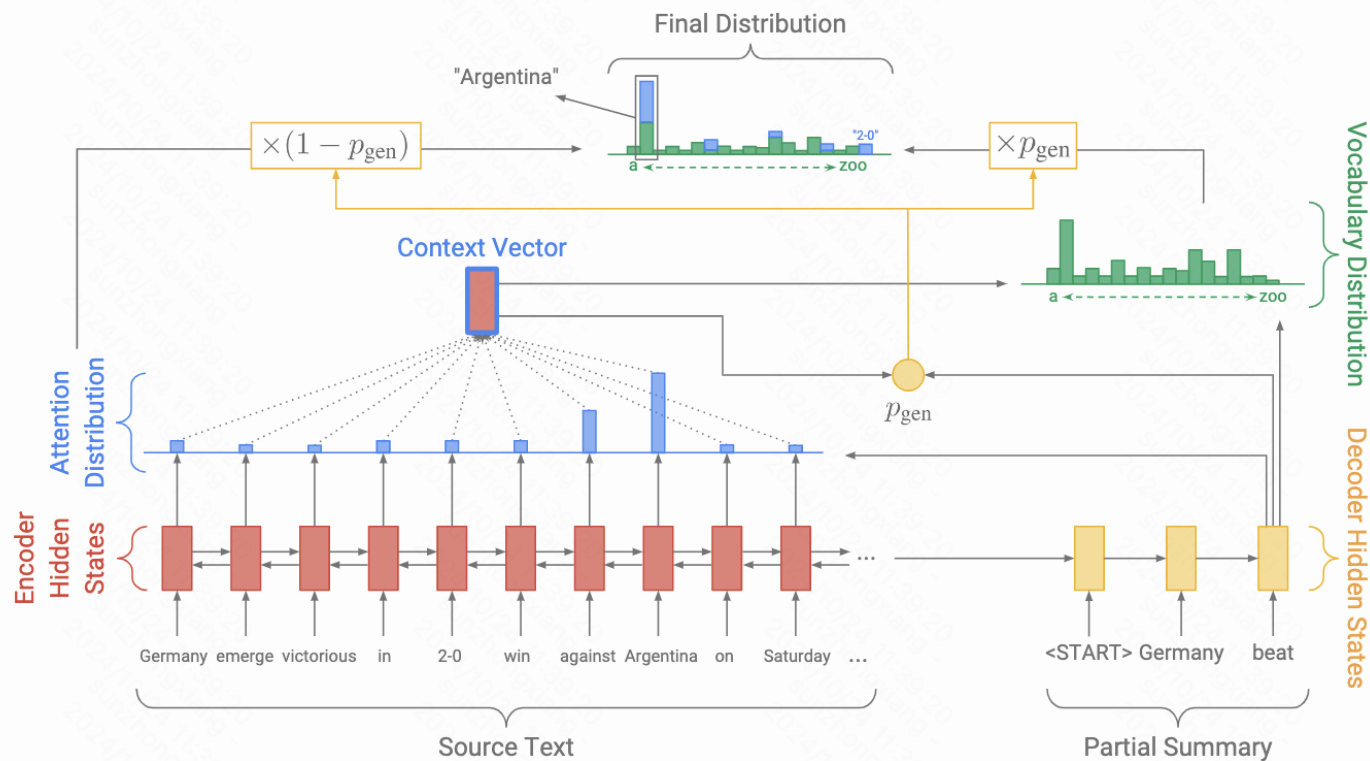 Final Distribution
"Argentina"
×(1 − p_gen)
"2-0"
×p_gen
a
zoo
Context Vector
Vocabulary Distribution
a
zoo
Attention
Distribution
p_gen
Encoder
Hidden
States
...
Decoder Hidden States
Germany emerge victorious in 2-0 win against Argentina on Saturday ...
<START> Germany beat
Source Text
Partial Summary